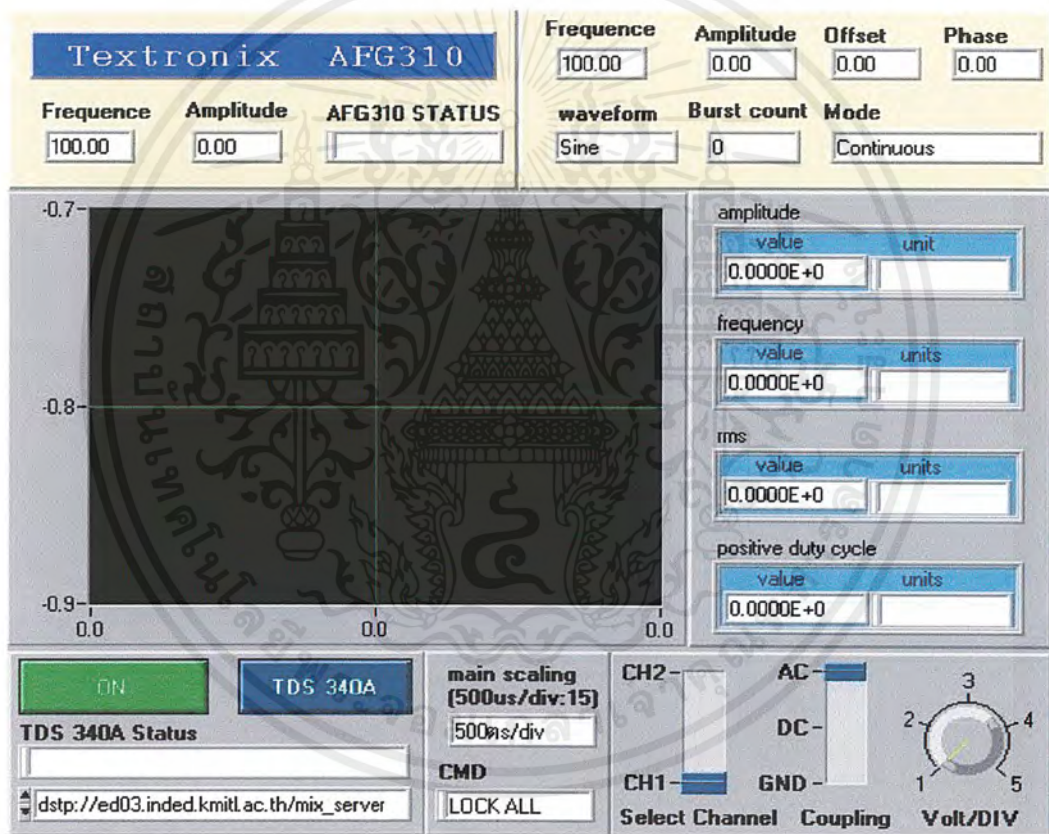 Textronix AFG310
Frequence Amplitude AFG310 STATUS
100.00 0.00
Frequence Amplitude Offset Phase
100.00 0.00 0.00 0.00
waveform Burst count Mode
Sine 0 Continuous
-0.7
-0.8
-0.9
0.0 0.0 0.0
amplitude
value unit
0.0000E+0
frequency
value units
0.0000E+0
rms
value units
0.0000E+0
positive duty cycle
value units
0.0000E+0
ON TDS 340A
TDS 340A Status
dstp://ed03.inded.kmitl.ac.th/mix_server
main scaling
(500us/div:15)
500ตs/div
CMD
LOCK ALL
CH2
CH1
Select Channel
AC
DC
GND
Coupling
1 2 3 4 5
Volt/DIV